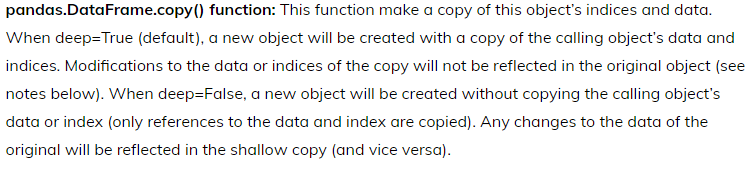 pandas.DataFrame.copy() function: This function make a copy of this object's indices and data.
When deep=True (default), a new object will be created with a copy of the calling object's data and
indices. Modifications to the data or indices of the copy will not be reflected in the original object (see
notes below). When deep=False, a new object will be created without copying the calling object's
data or index (only references to the data and index are copied). Any changes to the data of the
original will be reflected in the shallow copy (and vice versa).